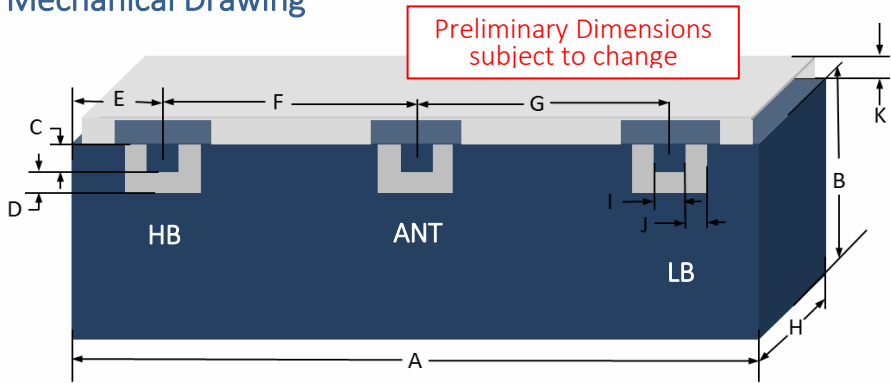 Mechanical Drawing
Preliminary Dimensions
subject to change
E
F
G
C
K
D
B
I
J
HB
ANT
LB
H
A